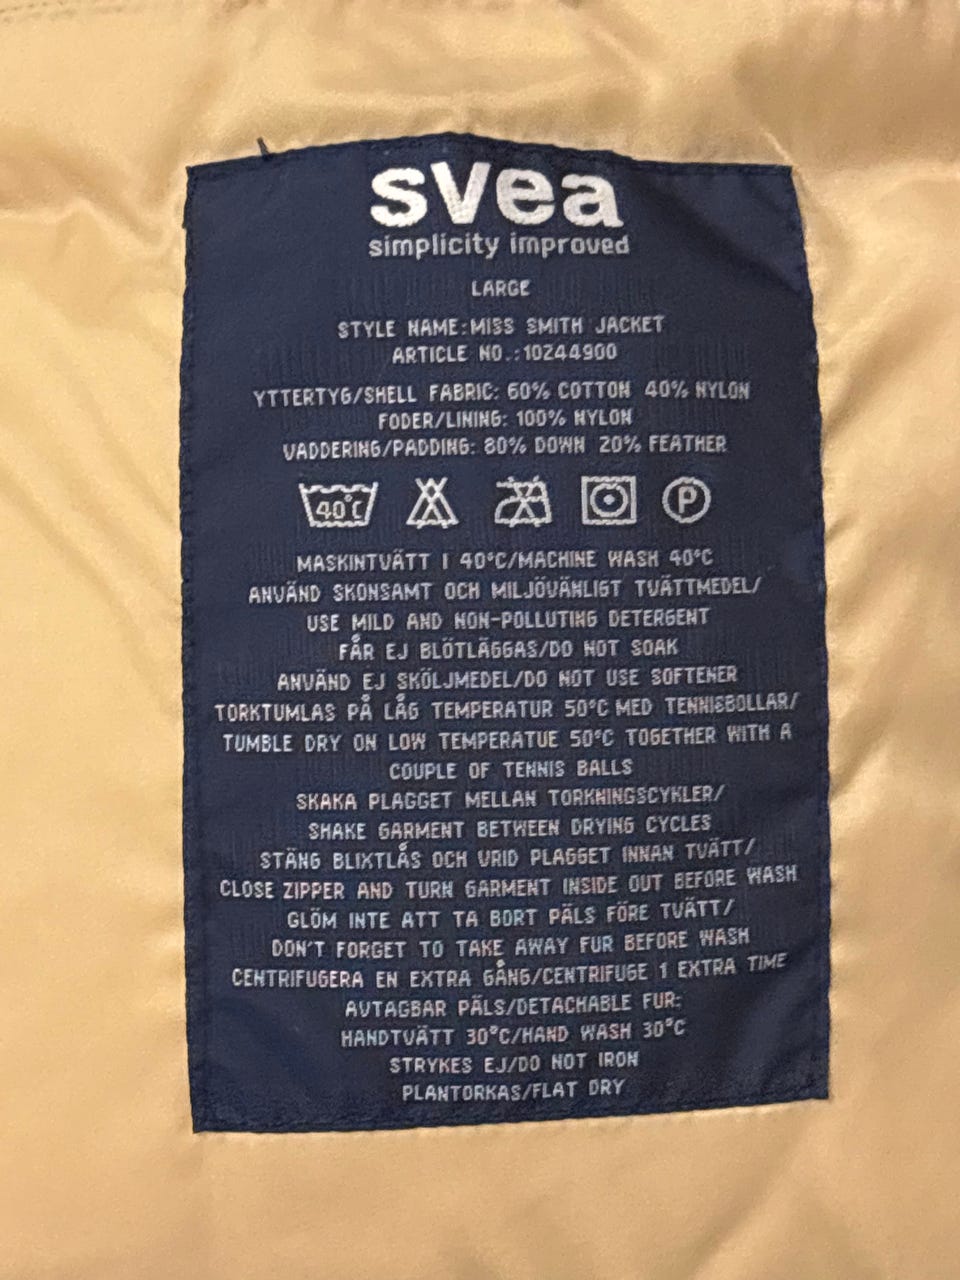 svea
simplicity improved
LARGE
STYLE NAME:MISS SMITH JACKET
ARTICLE NO.:10244900
YTTERTYG/SHELL FABRIC: 60% COTTON 40% NYLON
FODER/LINING: 100% NYLON
VADDERING/PADDING: 80% DOWN 20% FEATHER
40°C P
MASKINTVÄTT I 40°C/MACHINE WASH 40°C
ANVÄND SKONSAMT OCH MILJÖVÄNLIGT TVÄTTMEDEL/
USE MILD AND NON-POLLUTING DETERGENT
FÅR EJ BLÖTLÄGGAS/DO NOT SOAK
ANVÄND EJ SKÖLJMEDEL/DO NOT USE SOFTENER
TORKTUMLAS PÅ LÅG TEMPERATUR 50°C MED TENNISBOLLAR/
TUMBLE DRY ON LOW TEMPERATUE 50°C TOGETHER WITH A
COUPLE OF TENNIS BALLS
SKAKA PLAGGET MELLAN TORKNINGSCYKLER/
SHAKE GARMENT BETWEEN DRYING CYCLES
STÄNG BLIXTLÅS OCH VRID PLAGGET INNAN TVÄTT/
CLOSE ZIPPER AND TURN GARMENT INSIDE OUT BEFORE WASH
GLÖM INTE ATT TA BORT PÄLS FÖRE TVÄTT/
DON'T FORGET TO TAKE AWAY FUR BEFORE WASH
CENTRIFUGERA EN EXTRA GÅNG/CENTRIFUGE 1 EXTRA TIME
AVTAGBAR PÄLS/DETACHABLE FUR:
HANDTVÄTT 30°C/HAND WASH 30°C
STRYKES EJ/DO NOT IRON
PLANTORKAS/FLAT DRY